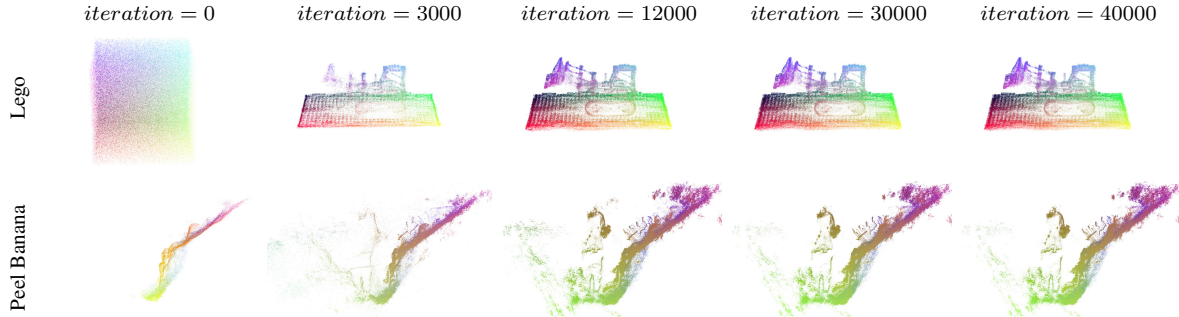 iteration = 0 iteration = 3000 iteration = 12000 iteration = 30000 iteration = 40000
Lego
Peel Banana